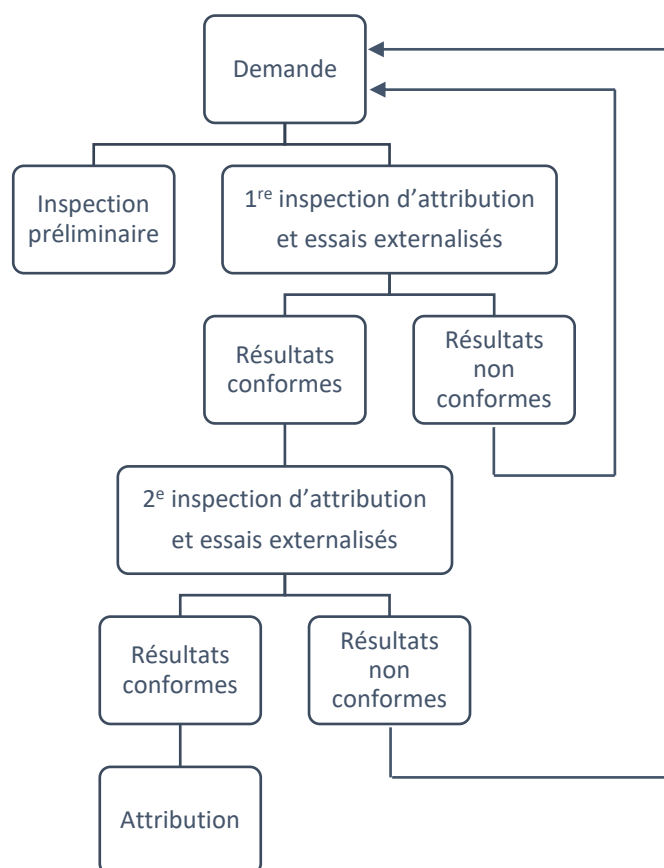 Demande
Inspection
préliminaire
1re inspection d’attribution
et essais externalisés
Résultats
conformes
Résultats
non
conformes
2e inspection d’attribution
et essais externalisés
Résultats
conformes
Résultats
non
conformes
Attribution